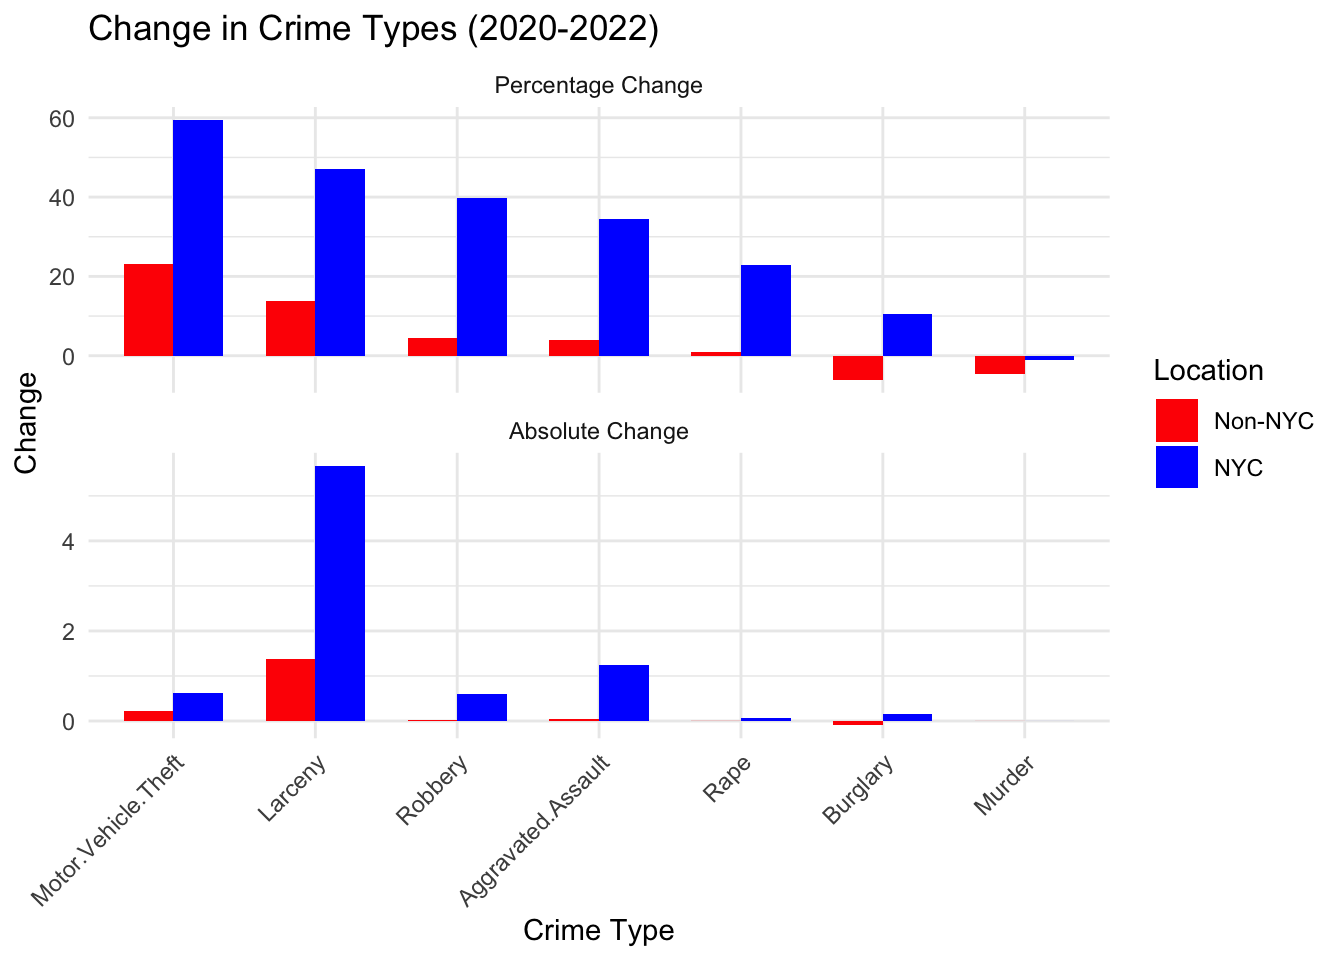 Change in Crime Types (2020-2022)
Percentage Change
60
40
20
0
Change
Absolute Change
4
2
0
Motor.Vehicle.Theft
Larceny
Robbery
Aggravated.Assault
Rape
Burglary
Murder
Crime Type
Location
Non-NYC
NYC